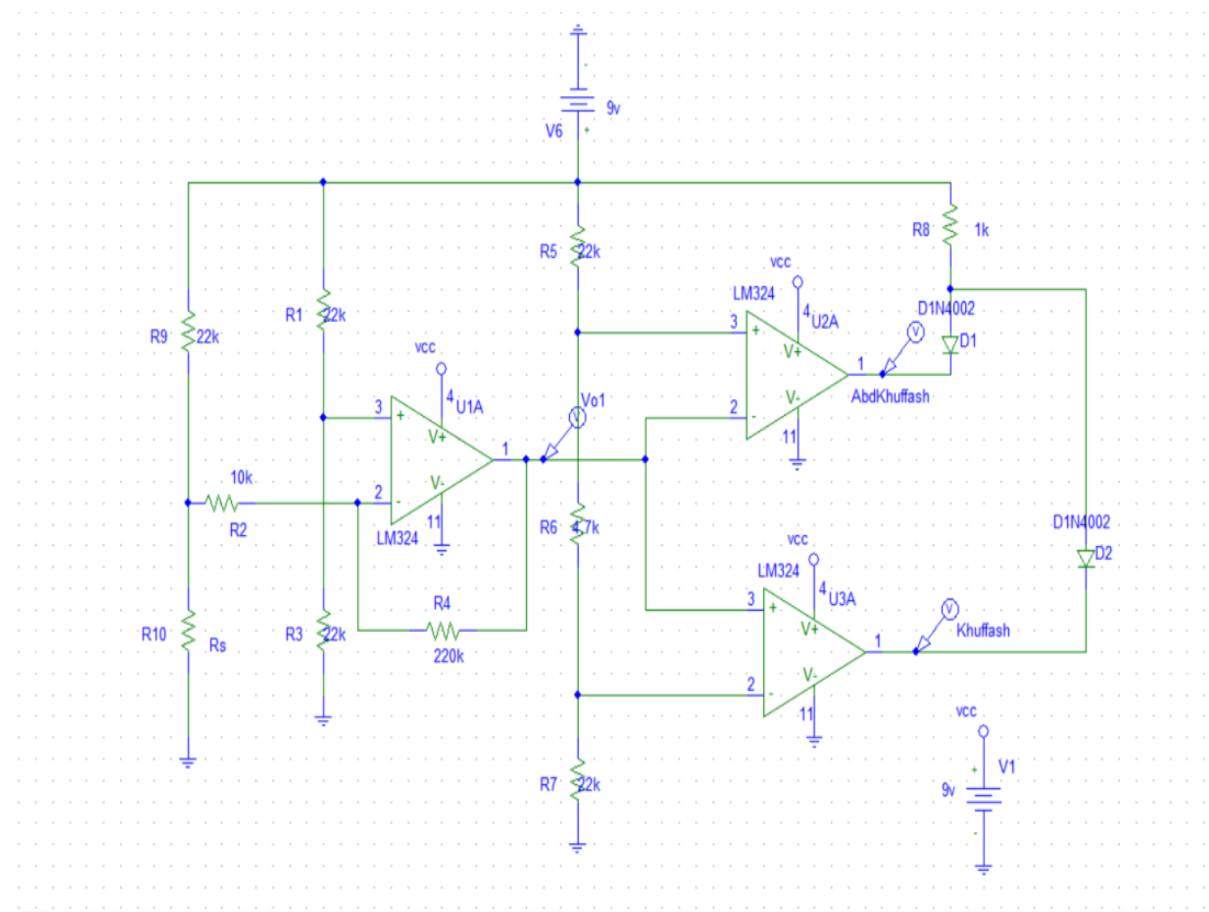 9v
V6
R8
1k
R5
22k
vcc
LM324
4
U2A
D1N4002
R1
22k
3
+
D1
R9
22k
V+
1
vcc
AbdKhuffash
4
U1A
Vo1
2
-
V-
3
+
V+
11
1
10k
V-
2
-
R2
11
R6
4.7k
D1N4002
LM324
vcc
D2
LM324
4
U3A
R4
3
+
V
Khuffash
R10
Rs
R3
22k
V+
1
220k
V-
2
-
11
vcc
R7
22k
+
V1
9v
-